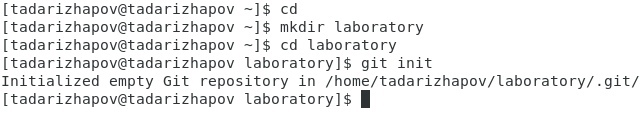 [tadarizhapov@tadarizhapov ~]$ cd
[tadarizhapov@tadarizhapov ~]$ mkdir laboratory
[tadarizhapov@tadarizhapov ~]$ cd laboratory
[tadarizhapov@tadarizhapov laboratory]$ git init
Initialized empty Git repository in /home/tadarizhapov/laboratory/.git/
[tadarizhapov@tadarizhapov laboratory]$